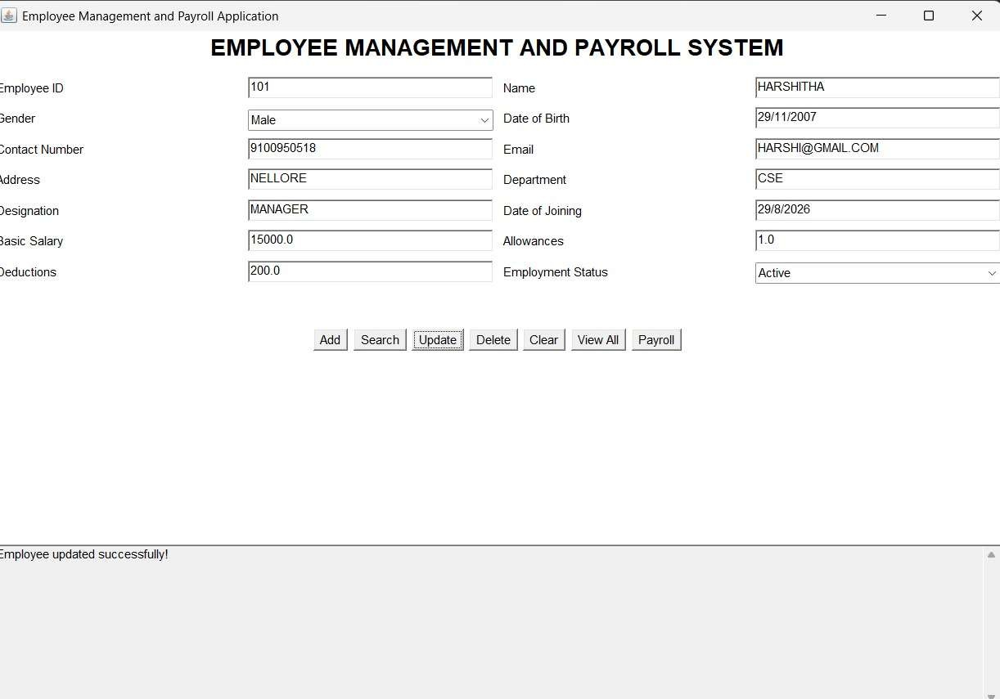 Employee Management and Payroll Application
EMPLOYEE MANAGEMENT AND PAYROLL SYSTEM
Employee ID 101 Name HARSHITHA
Gender Male Date of Birth 29/11/2007
Contact Number 9100950518 Email HARSHI@GMAIL.COM
Address NELLORE Department CSE
Designation MANAGER Date of Joining 29/8/2026
Basic Salary 15000.0 Allowances 1.0
Deductions 200.0 Employment Status Active
Add Search Update Delete Clear View All Payroll
Employee updated successfully!